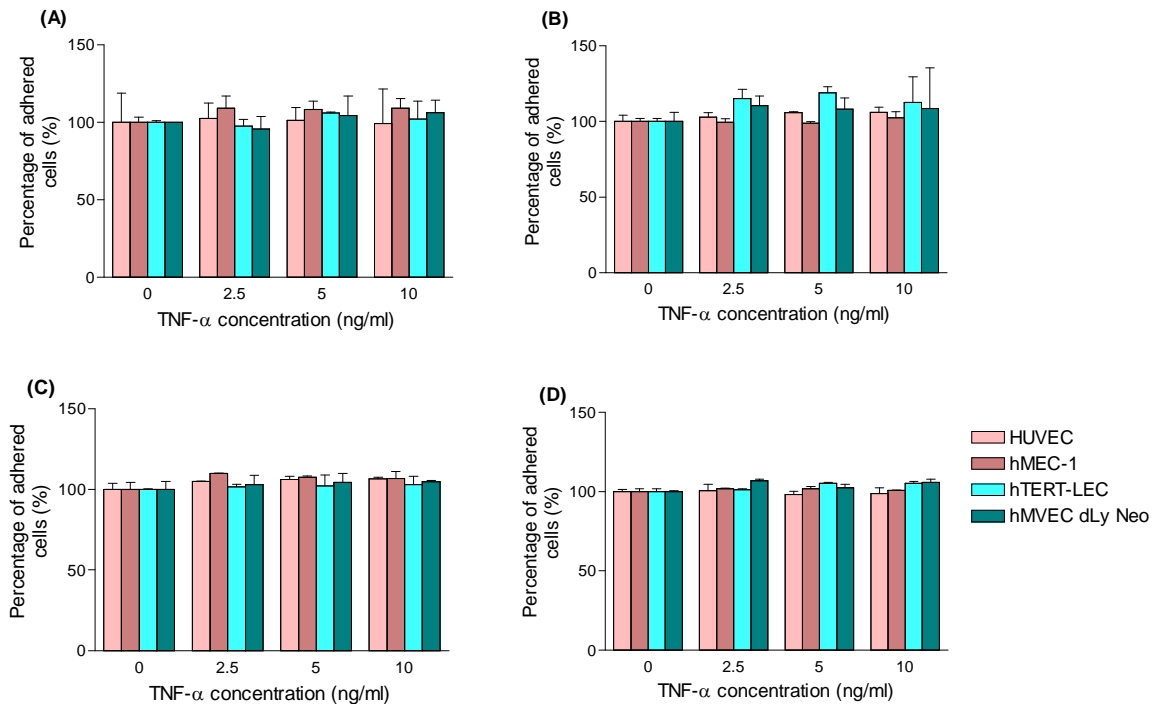 (A)
150
100
50
0
Percentage of adhered
cells (%)
0 2.5 5 10
TNF-α concentration (ng/ml)
(B)
150
100
50
0
Percentage of adhered
cells (%)
0 2.5 5 10
TNF-α concentration (ng/ml)
(C)
150
100
50
0
Percentage of adhered
cells (%)
0 2.5 5 10
TNF-α concentration (ng/ml)
(D)
150
100
50
0
Percentage of adhered
cells (%)
0 2.5 5 10
TNF-α concentration (ng/ml)
HUVEC
hMEC-1
hTERT-LEC
hMVEC dLy Neo